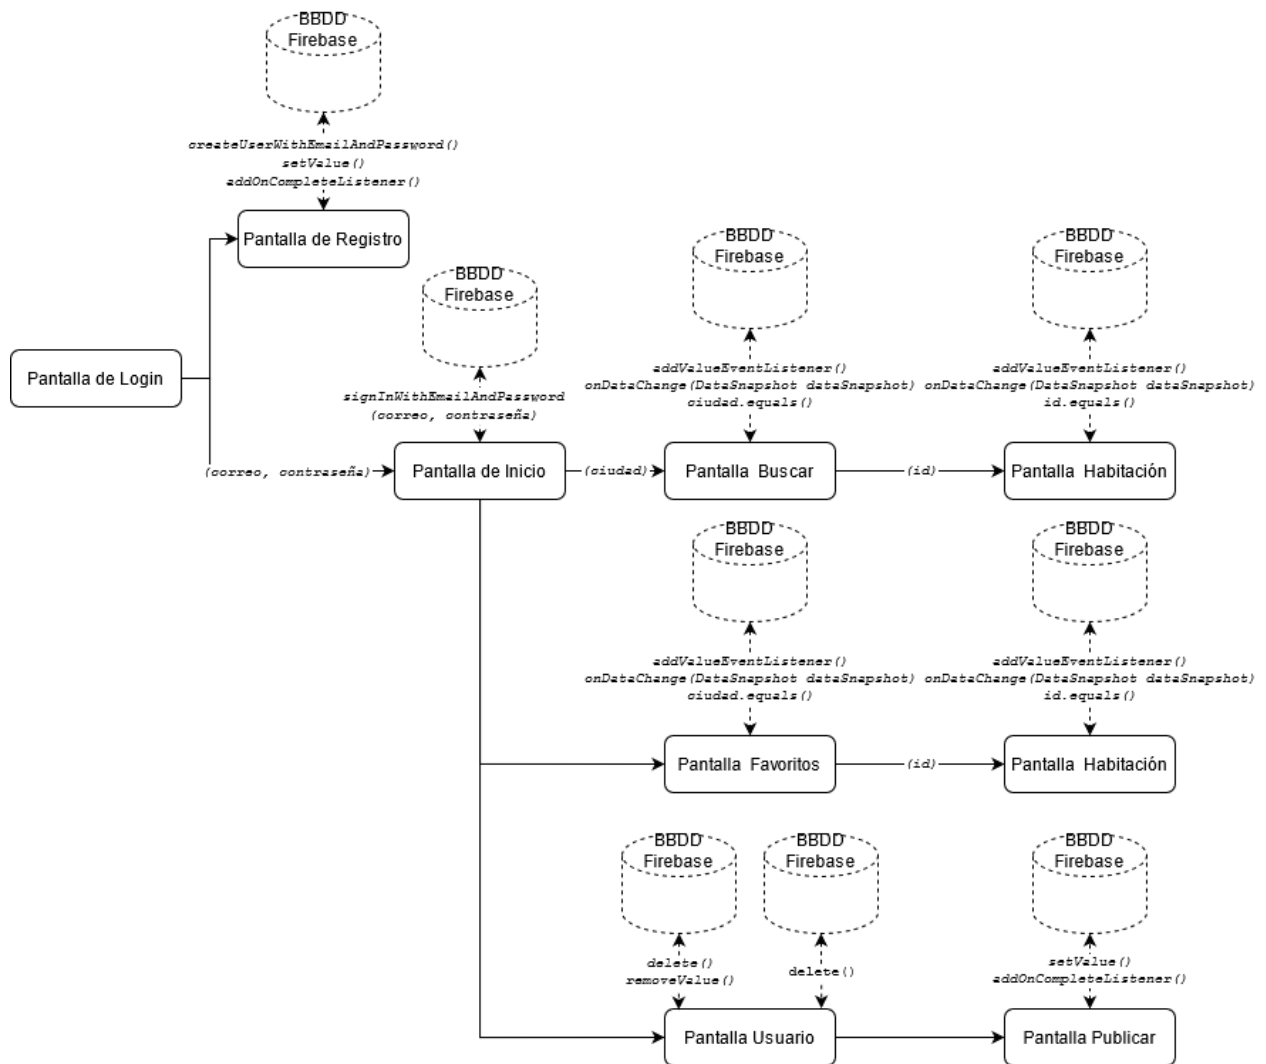 BBDD
Firebase
createUserWithEmailAndPassword()
setValue()
addOnCompleteListener()
Pantalla de Registro
BBDD
Firebase
BBDD
Firebase
BBDD
Firebase
Pantalla de Login
signInWithEmailAndPassword
(correo, contraseña)
addValueEventListener()
onDataChange(DataSnapshot dataSnapshot)
ciudad.equals()
addValueEventListener()
onDataChange(DataSnapshot dataSnapshot)
id.equals()
(correo, contraseña)
Pantalla de Inicio
(ciudad)
Pantalla Buscar
(id)
Pantalla Habitación
BBDD
Firebase
BBDD
Firebase
addValueEventListener()
onDataChange(DataSnapshot dataSnapshot)
ciudad.equals()
addValueEventListener()
onDataChange(DataSnapshot dataSnapshot)
id.equals()
Pantalla Favoritos
(id)
Pantalla Habitación
BBDD
Firebase
BBDD
Firebase
BBDD
Firebase
delete()
removeValue()
delete()
setValue()
addOnCompleteListener()
Pantalla Usuario
Pantalla Publicar